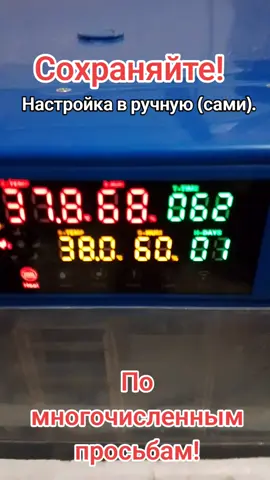 Сохраняйте!
Настройка в ручную (сами).
37.8 68 062
38.0 60 01
По
многочисленным
просьбам!